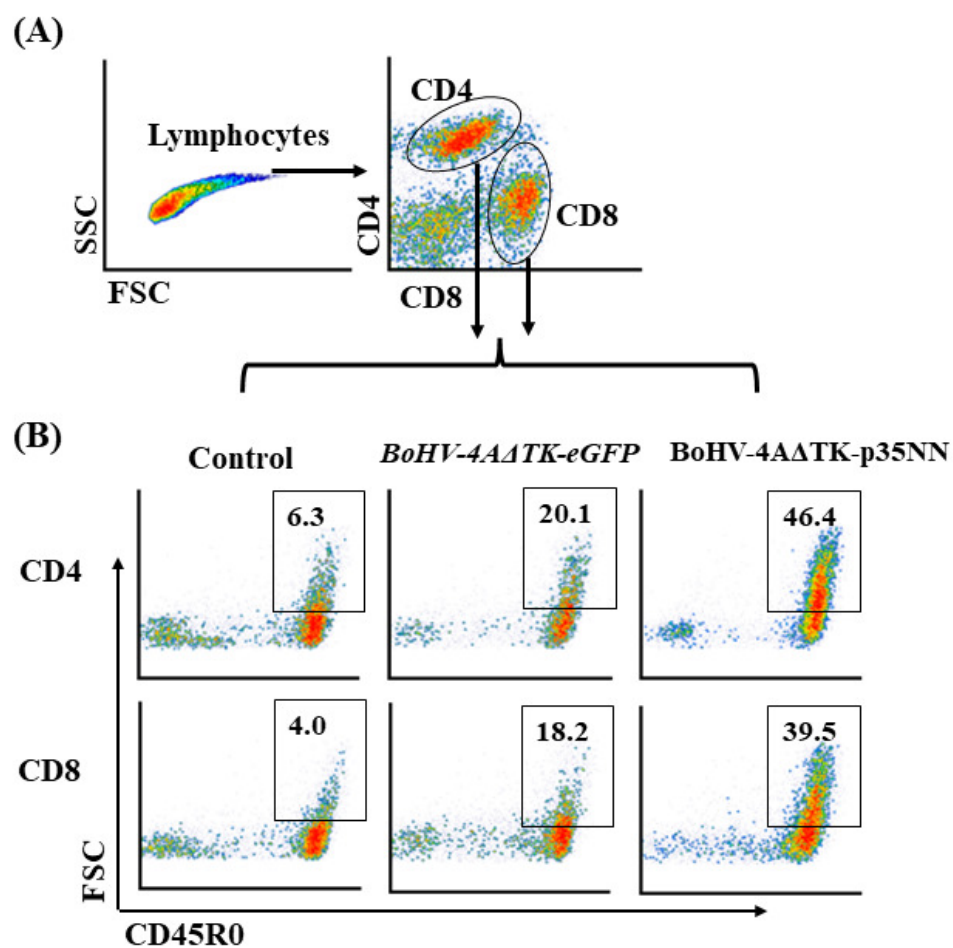 (A)
SSC
Lymphocytes
FSC
CD4
CD4
CD8
CD8
(B)
Control
BoHV-4AΔTK-eGFP
BoHV-4AΔTK-p35NN
CD4
6.3
20.1
46.4
CD8
4.0
18.2
39.5
FSC
CD45R0